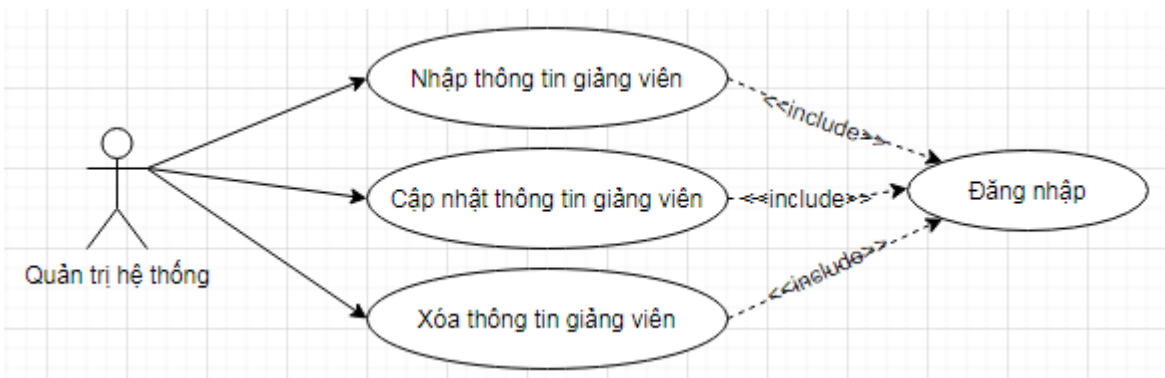 Nhập thông tin giảng viên
<<include>>
Cập nhật thông tin giảng viên
<<include>>
Đăng nhập
Quản trị hệ thống
Xóa thông tin giảng viên
<<include>>